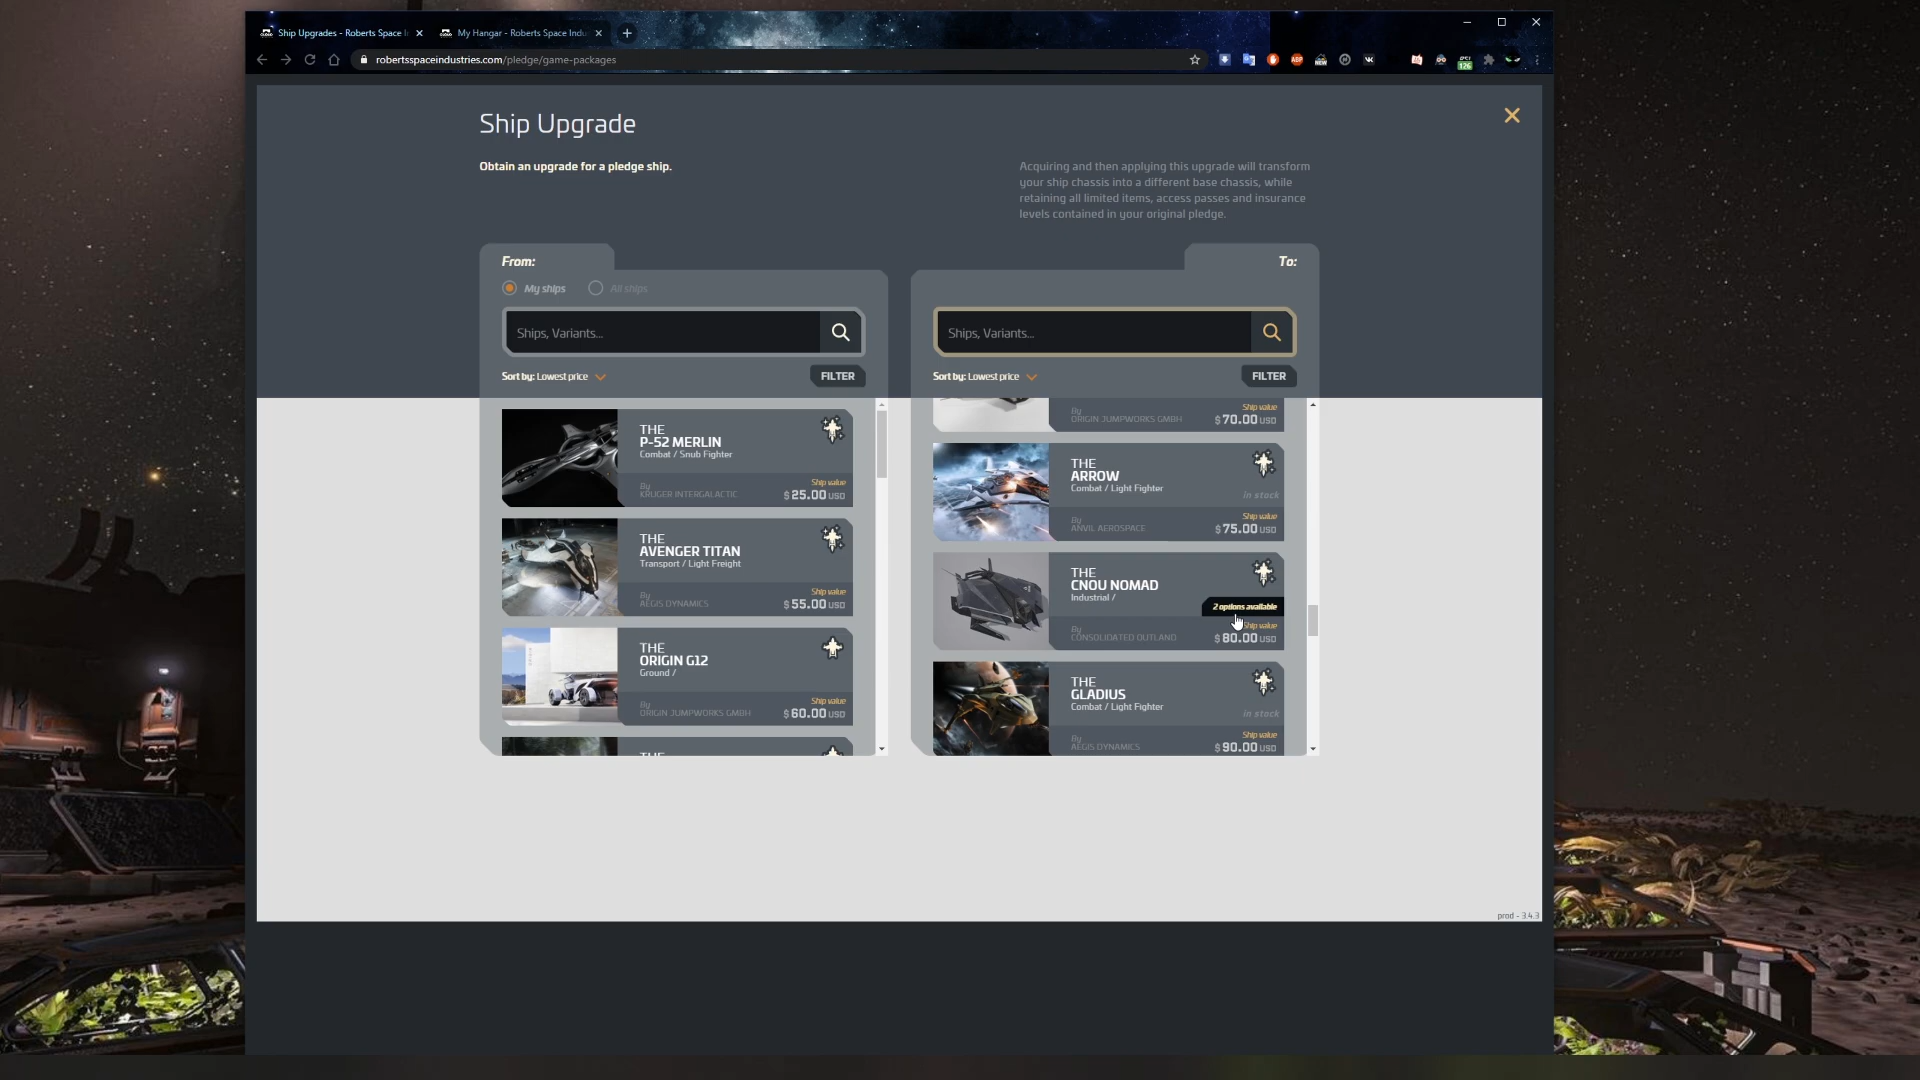 Ship Upgrades - Roberts Space I
My Hangar - Roberts Space Indu
robertsspaceindustries.com/pledge/game-packages
ABP
NEW
126
Ship Upgrade
Obtain an upgrade for a pledge ship.
Acquiring and then applying this upgrade will transform
your ship chassis into a different base chassis, while
retaining all limited items, access passes and insurance
levels contained in your original pledge.
From:
My ships
All ships
Ships, Variants...
Sort by: Lowest price
FILTER
THE
P-52 MERLIN
Combat / Snub Fighter
By
KRUGER INTERGALACTIC
Ship value
$ 25.00 USD
THE
AVENGER TITAN
Transport / Light Freight
By
AEGIS DYNAMICS
Ship value
$ 55.00 USD
THE
ORIGIN G12
Ground /
By
ORIGIN JUMPWORKS GMBH
Ship value
$ 60.00 USD
THE
To:
Ships, Variants...
Sort by: Lowest price
FILTER
By
ORIGIN JUMPWORKS GMBH
Ship value
$ 70.00 USD
THE
ARROW
Combat / Light Fighter
in stock
By
ANVIL AEROSPACE
Ship value
$ 75.00 USD
THE
CNOU NOMAD
Industrial /
2 options available
By
CONSOLIDATED OUTLAND
Ship value
$ 80.00 USD
THE
GLADIUS
Combat / Light Fighter
in stock
By
AEGIS DYNAMICS
Ship value
$ 90.00 USD
prod - 3.4.3